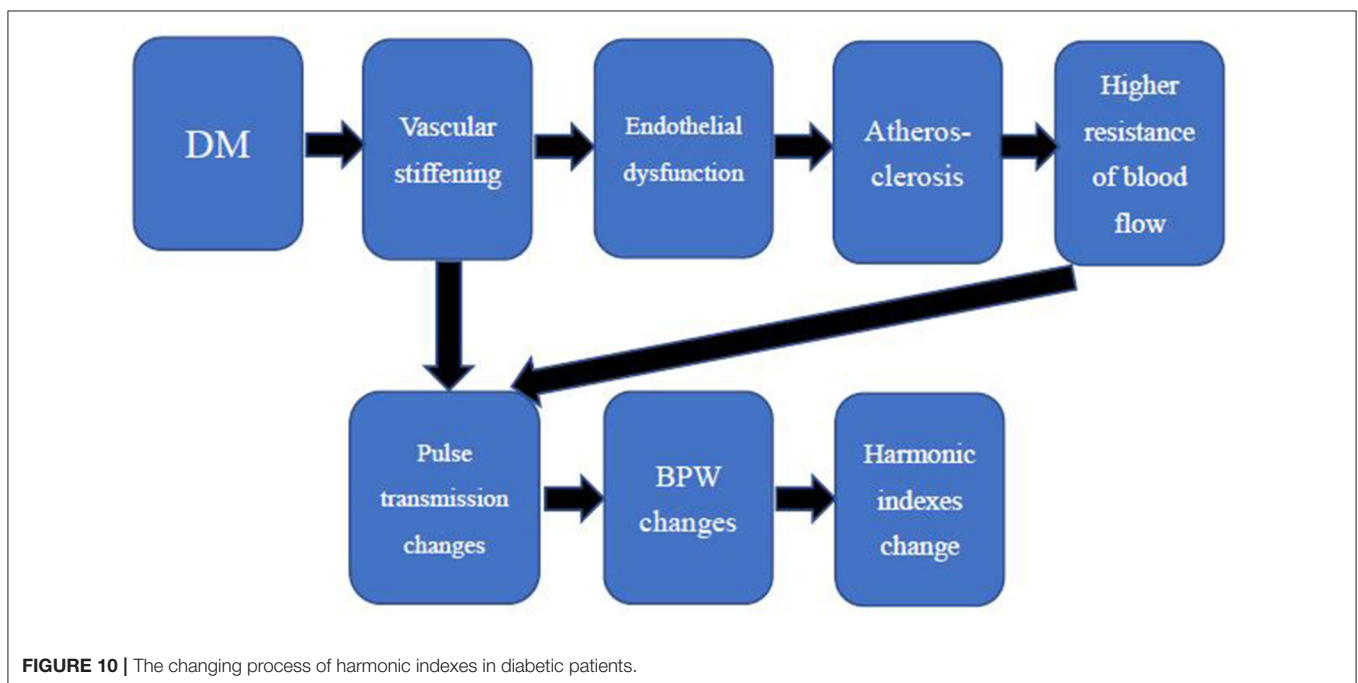 DM
Vascular
stiffening
Endothelial
dysfunction
Atheros-
clerosis
Higher
resistance
of blood
flow
Pulse
transmission
changes
BPW
changes
Harmonic
indexes
change
FIGURE 10 | The changing process of harmonic indexes in diabetic patients.